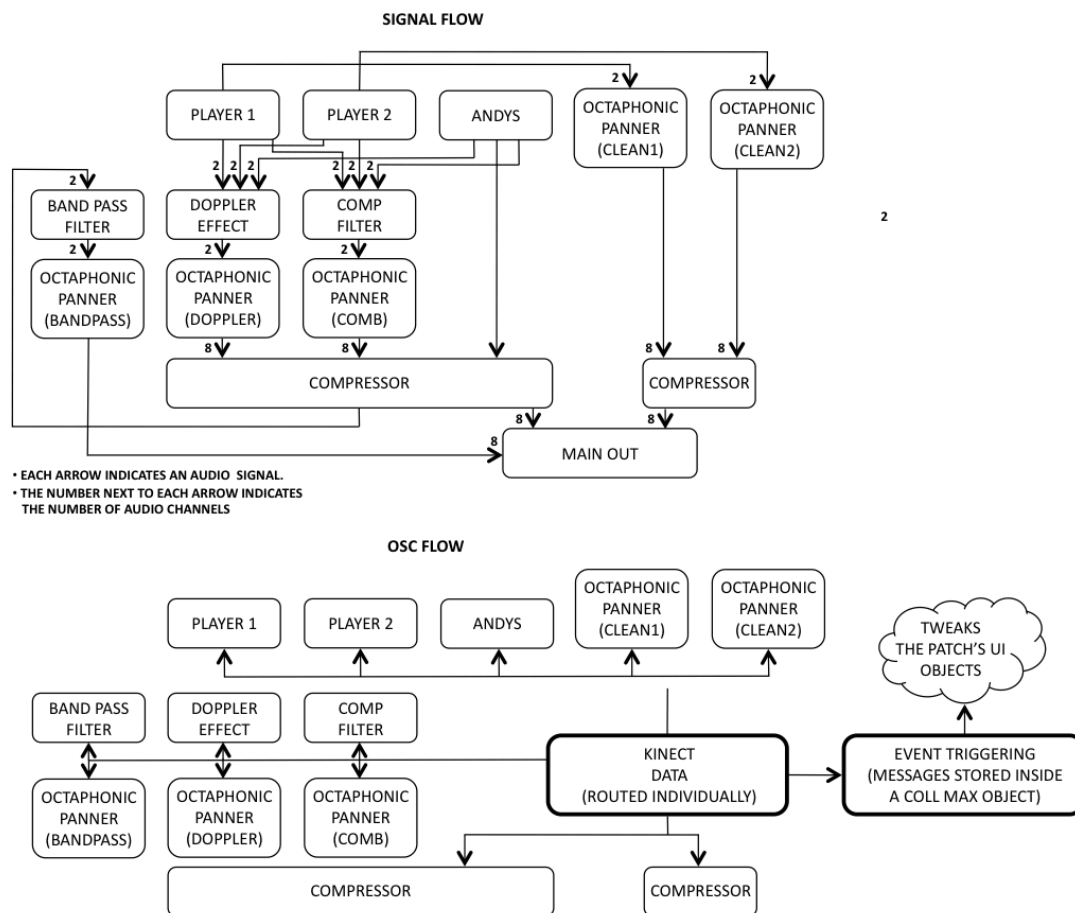 SIGNAL FLOW
2
2
PLAYER 1
PLAYER 2
ANDYS
OCTAPHONIC
PANNER
(CLEAN1)
OCTAPHONIC
PANNER
(CLEAN2)
2
2
2
2
2
2
2
BAND PASS
FILTER
DOPPLER
EFFECT
COMP
FILTER
2
2
2
2
OCTAPHONIC
PANNER
(BANDPASS)
OCTAPHONIC
PANNER
(DOPPLER)
OCTAPHONIC
PANNER
(COMB)
8
8
8
8
COMPRESSOR
COMPRESSOR
8
8
8
MAIN OUT
• EACH ARROW INDICATES AN AUDIO SIGNAL.
• THE NUMBER NEXT TO EACH ARROW INDICATES
THE NUMBER OF AUDIO CHANNELS
OSC FLOW
PLAYER 1
PLAYER 2
ANDYS
OCTAPHONIC
PANNER
(CLEAN1)
OCTAPHONIC
PANNER
(CLEAN2)
TWEAKS
THE PATCH'S UI
OBJECTS
BAND PASS
FILTER
DOPPLER
EFFECT
COMP
FILTER
KINECT
DATA
(ROUTED INDIVIDUALLY)
EVENT TRIGGERING
(MESSAGES STORED INSIDE
A COLL MAX OBJECT)
OCTAPHONIC
PANNER
(BANDPASS)
OCTAPHONIC
PANNER
(DOPPLER)
OCTAPHONIC
PANNER
(COMB)
COMPRESSOR
COMPRESSOR